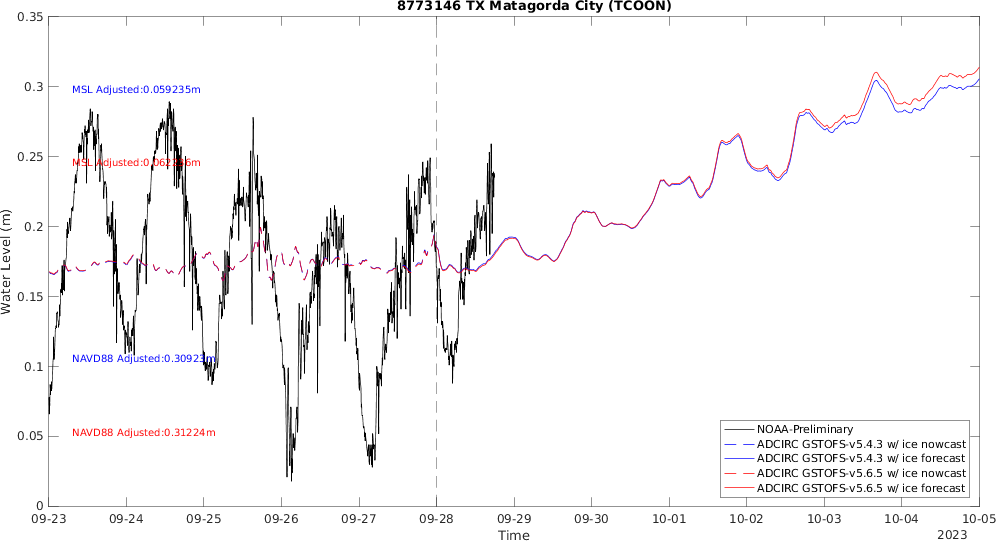 8773146 TX Matagorda City (TCOON)
0.35
0.3
0.25
0.2
0.15
0.1
0.05
0
Water Level (m)
MSL Adjusted:0.059235m
MSL Adjusted:0.062246m
NAVD88 Adjusted:0.30923m
NAVD88 Adjusted:0.31224m
NOAA-Preliminary
ADCIRC GSTOFS-v5.4.3 w/ ice nowcast
ADCIRC GSTOFS-v5.4.3 w/ ice forecast
ADCIRC GSTOFS-v5.6.5 w/ ice nowcast
ADCIRC GSTOFS-v5.6.5 w/ ice forecast
09-23 09-24 09-25 09-26 09-27 09-28 09-29 09-30 10-01 10-02 10-03 10-04 10-05
Time
2023